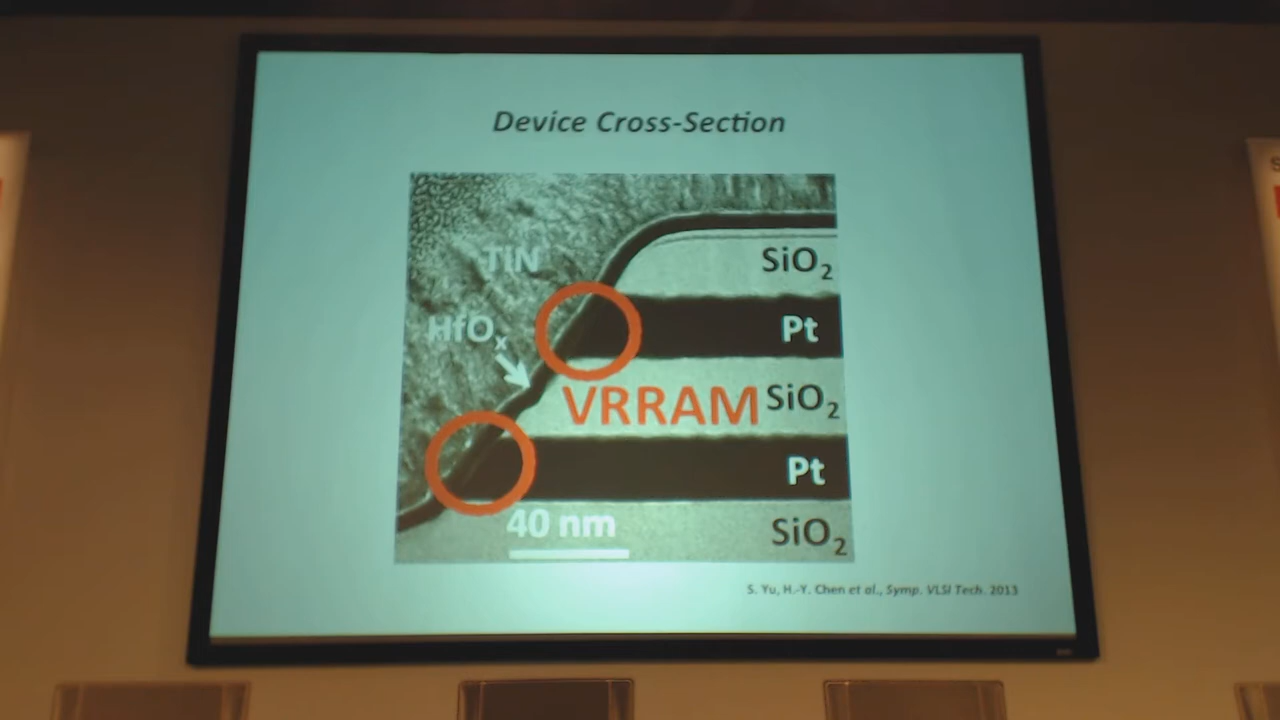 Device Cross-Section
TiN
SiO₂
HfOₓ
Pt
VRRAM
SiO₂
Pt
40 nm
SiO₂
S. Yu, H.-Y. Chen et al., Symp. VLSI Tech. 2013
S